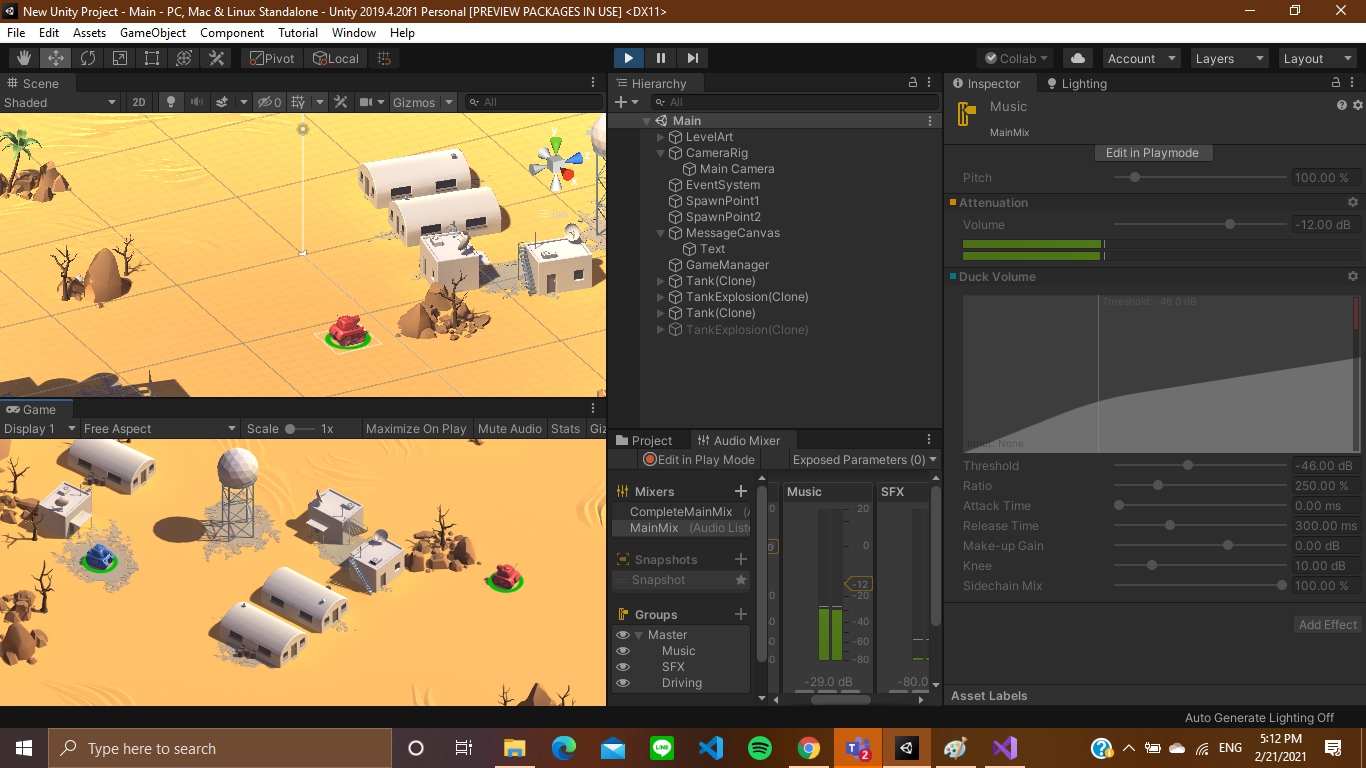 New Unity Project - Main - PC, Mac & Linux Standalone - Unity 2019.4.20f1 Personal [PREVIEW PACKAGES IN USE] <DX11>
File Edit Assets GameObject Component Tutorial Window Help
Pivot Local Collab Account Layers Layout
Scene
Shaded 2D 0 Gizmos All
y
x
z
Game
Display 1 Free Aspect Scale 1x Maximize On Play Mute Audio Stats Giz
Hierarchy
All
Main
LevelArt
CameraRig
Main Camera
EventSystem
SpawnPoint1
SpawnPoint2
MessageCanvas
Text
GameManager
Tank(Clone)
TankExplosion(Clone)
Tank(Clone)
TankExplosion(Clone)
Project Audio Mixer
Edit in Play Mode Exposed Parameters (0)
Mixers
CompleteMainMix (A
MainMix (Audio Liste
Snapshots
Snapshot
Groups
Master
Music
SFX
Driving
Music SFX
20
0
-12
-20
-40
-60
-80
-29.0 dB -80.0
Inspector Lighting
Music
MainMix
Edit in Playmode
Pitch 100.00 %
Attenuation
Volume -12.00 dB
Duck Volume
Threshold: -46.0 dB
Input: None
Threshold -46.00 dB
Ratio 250.00 %
Attack Time 0.00 ms
Release Time 300.00 ms
Make-up Gain 0.00 dB
Knee 10.00 dB
Sidechain Mix 100.00 %
Add Effect
Asset Labels
Auto Generate Lighting Off
Type here to search
LINE
2
ENG
5:12 PM
2/21/2021